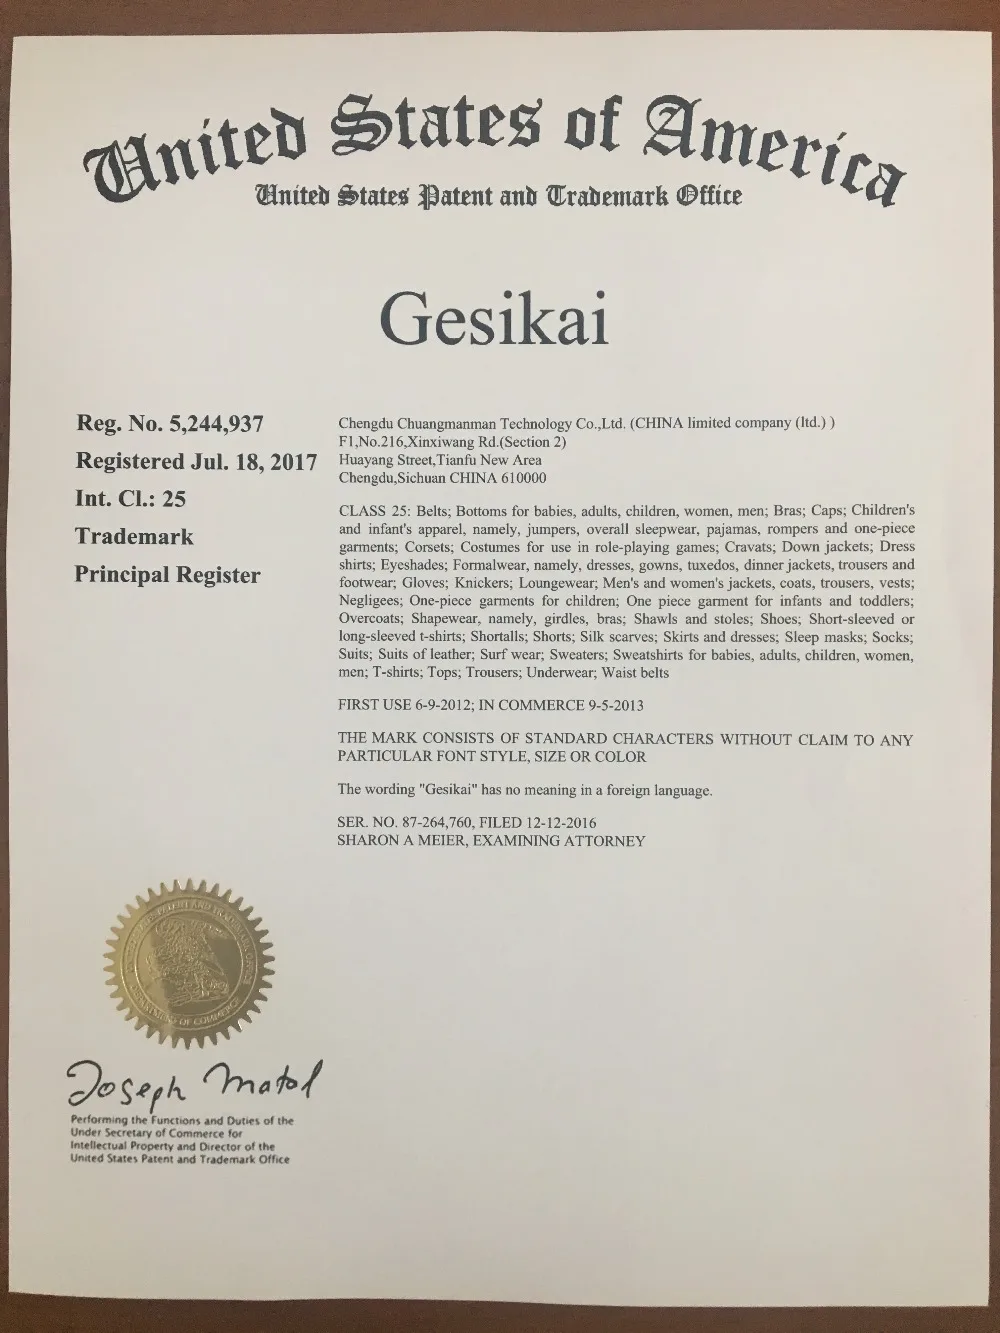 United States of America
United States Patent and Trademark Office
Gesikai
Reg. No. 5,244,937
Registered Jul. 18, 2017
Int. Cl.: 25
Trademark
Principal Register
Chengdu Chuangmanman Technology Co.,Ltd. (CHINA limited company (ltd.) )
F1,No.216,Xinxiwang Rd.(Section 2)
Huayang Street,Tianfu New Area
Chengdu,Sichuan CHINA 610000
CLASS 25: Belts; Bottoms for babies, adults, children, women, men; Bras; Caps; Children's
and infant's apparel, namely, jumpers, overall sleepwear, pajamas, rompers and one-piece
garments; Corsets; Costumes for use in role-playing games; Cravats; Down jackets; Dress
shirts; Eyeshades; Formalwear, namely, dresses, gowns, tuxedos, dinner jackets, trousers and
footwear; Gloves; Knickers; Loungewear; Men's and women's jackets, coats, trousers, vests;
Negligees; One-piece garments for children; One piece garment for infants and toddlers;
Overcoats; Shapewear, namely, girdles, bras; Shawls and stoles; Shoes; Short-sleeved or
long-sleeved t-shirts; Shortalls; Shorts; Silk scarves; Skirts and dresses; Sleep masks; Socks;
Suits; Suits of leather; Surf wear; Sweaters; Sweatshirts for babies, adults, children, women,
men; T-shirts; Tops; Trousers; Underwear; Waist belts
FIRST USE 6-9-2012; IN COMMERCE 9-5-2013
THE MARK CONSISTS OF STANDARD CHARACTERS WITHOUT CLAIM TO ANY
PARTICULAR FONT STYLE, SIZE OR COLOR
The wording "Gesikai" has no meaning in a foreign language.
SER. NO. 87-264,760, FILED 12-12-2016
SHARON A MEIER, EXAMINING ATTORNEY
DEPARTMENT OF COMMERCE
Joseph Matal
Performing the Functions and Duties of the
Under Secretary of Commerce for
Intellectual Property and Director of the
United States Patent and Trademark Office